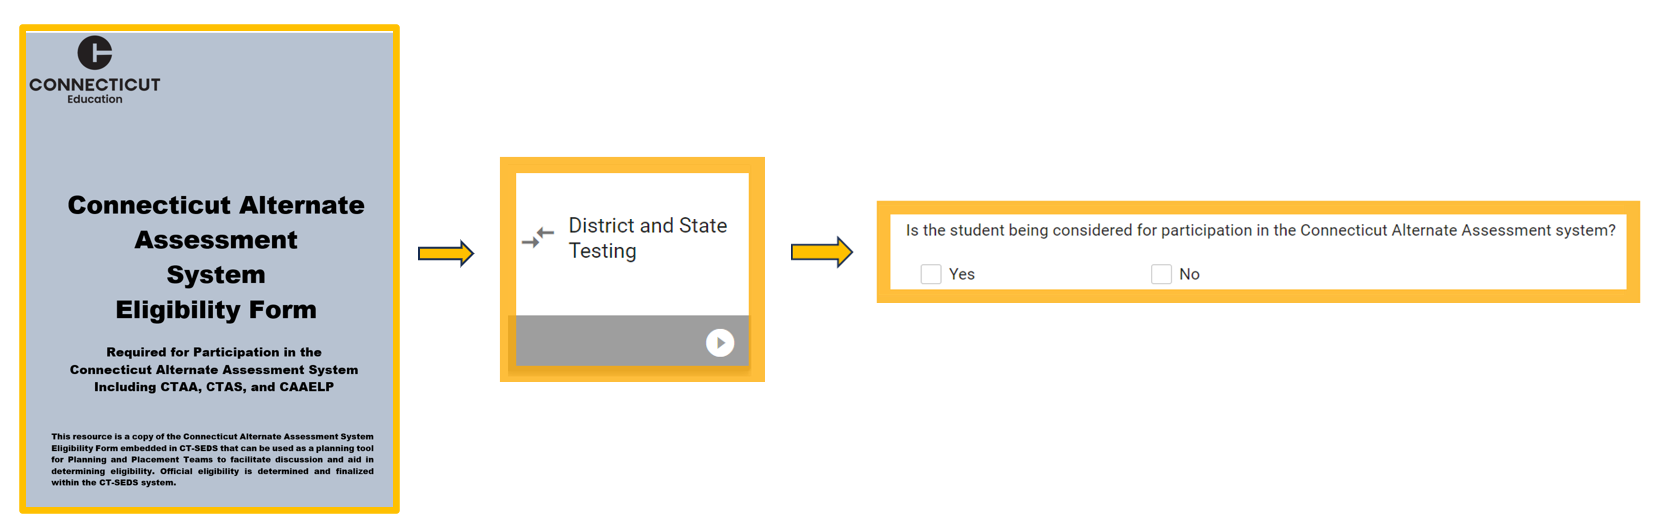 CONNECTICUT
Education
Connecticut Alternate
Assessment
System
Eligibility Form
Required for Participation in the
Connecticut Alternate Assessment System
Including CTAA, CTAS, and CAAELP
This resource is a copy of the Connecticut Alternate Assessment System
Eligibility Form embedded in CT-SEDS that can be used as a planning tool
for Planning and Placement Teams to facilitate discussion and aid in
determining eligibility. Official eligibility is determined and finalized
within the CT-SEDS system.
District and State
Testing
Is the student being considered for participation in the Connecticut Alternate Assessment system?
Yes No